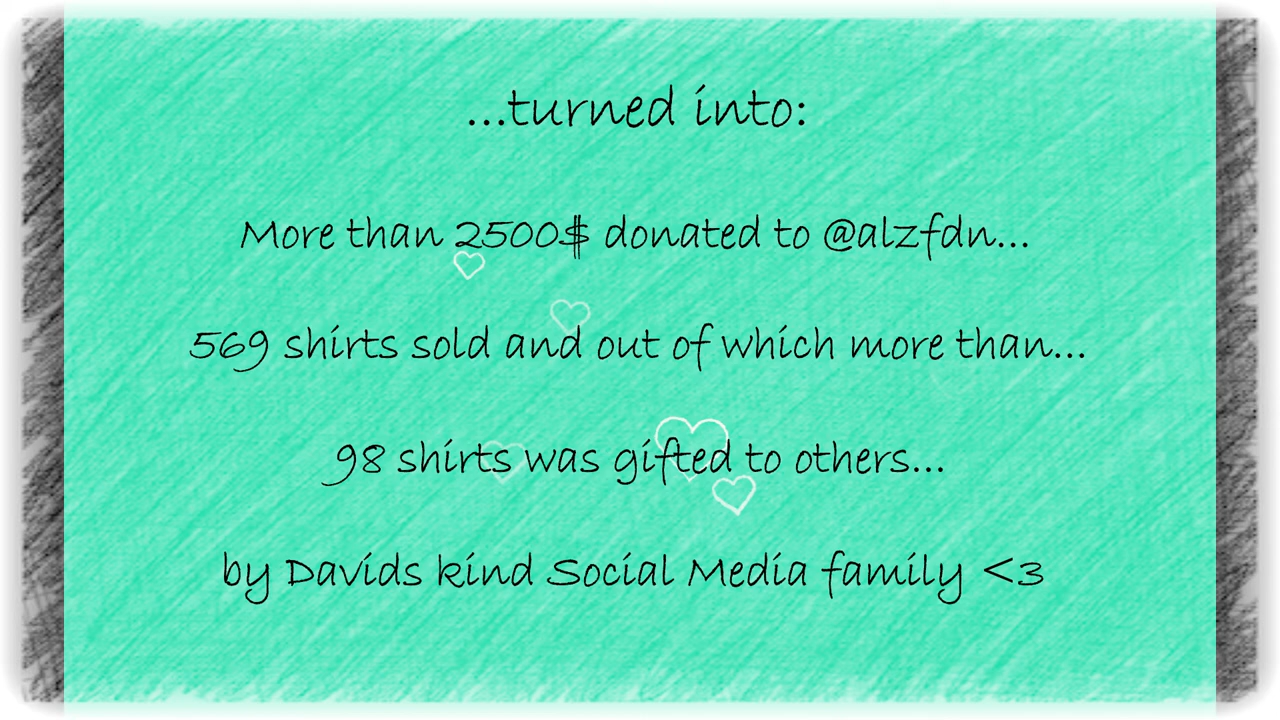 ...turned into:
More than 2500$ donated to @alzfdn...
569 shirts sold and out of which more than...
98 shirts was gifted to others...
by Davids kind Social Media family <3